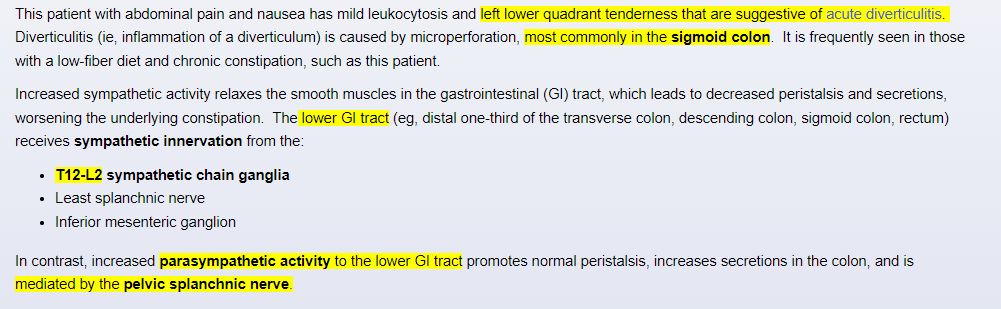 This patient with abdominal pain and nausea has mild leukocytosis and left lower quadrant tenderness that are suggestive of acute diverticulitis.
Diverticulitis (ie, inflammation of a diverticulum) is caused by microperforation, most commonly in the sigmoid colon. It is frequently seen in those
with a low-fiber diet and chronic constipation, such as this patient.
Increased sympathetic activity relaxes the smooth muscles in the gastrointestinal (GI) tract, which leads to decreased peristalsis and secretions,
worsening the underlying constipation. The lower GI tract (eg, distal one-third of the transverse colon, descending colon, sigmoid colon, rectum)
receives sympathetic innervation from the:
• T12-L2 sympathetic chain ganglia
• Least splanchnic nerve
• Inferior mesenteric ganglion
In contrast, increased parasympathetic activity to the lower GI tract promotes normal peristalsis, increases secretions in the colon, and is
mediated by the pelvic splanchnic nerve.